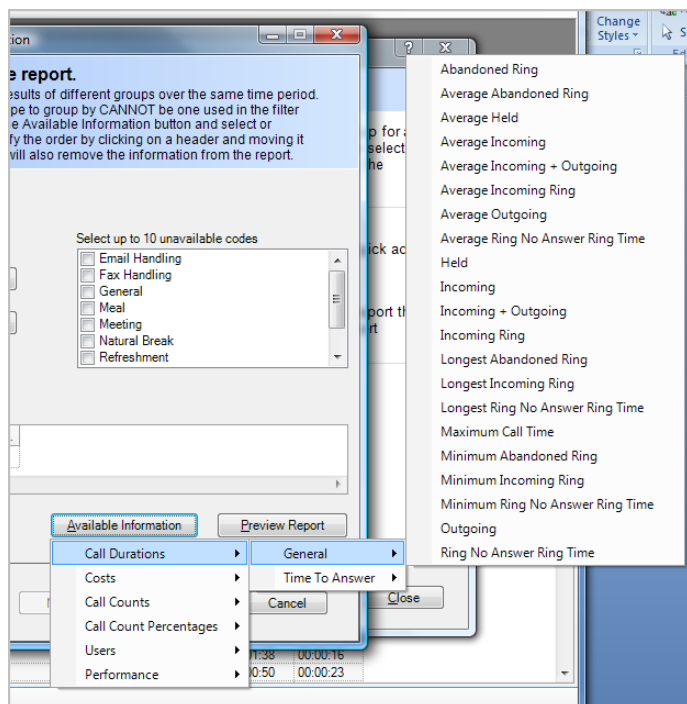 Change
Styles
tion
e report.
esults of different groups over the same time period.
pe to group by CANNOT be one used in the filter
e Available Information button and select or
fy the order by clicking on a header and moving it
will also remove the information from the report.
p for
select
he
Select up to 10 unavailable codes
Email Handling
Fax Handling
General
Meal
Meeting
Natural Break
Refreshment
ick
port
rt
Available Information
Preview Report
Call Durations
Costs
Call Counts
Call Count Percentages
Users
Performance
General
Time To Answer
Cancel
Close
1:38 00:00:16
0:50 00:00:23
Abandoned Ring
Average Abandoned Ring
Average Held
Average Incoming
Average Incoming + Outgoing
Average Incoming Ring
Average Outgoing
Average Ring No Answer Ring Time
Held
Incoming
Incoming + Outgoing
Incoming Ring
Longest Abandoned Ring
Longest Incoming Ring
Longest Ring No Answer Ring Time
Maximum Call Time
Minimum Abandoned Ring
Minimum Incoming Ring
Minimum Ring No Answer Ring Time
Outgoing
Ring No Answer Ring Time